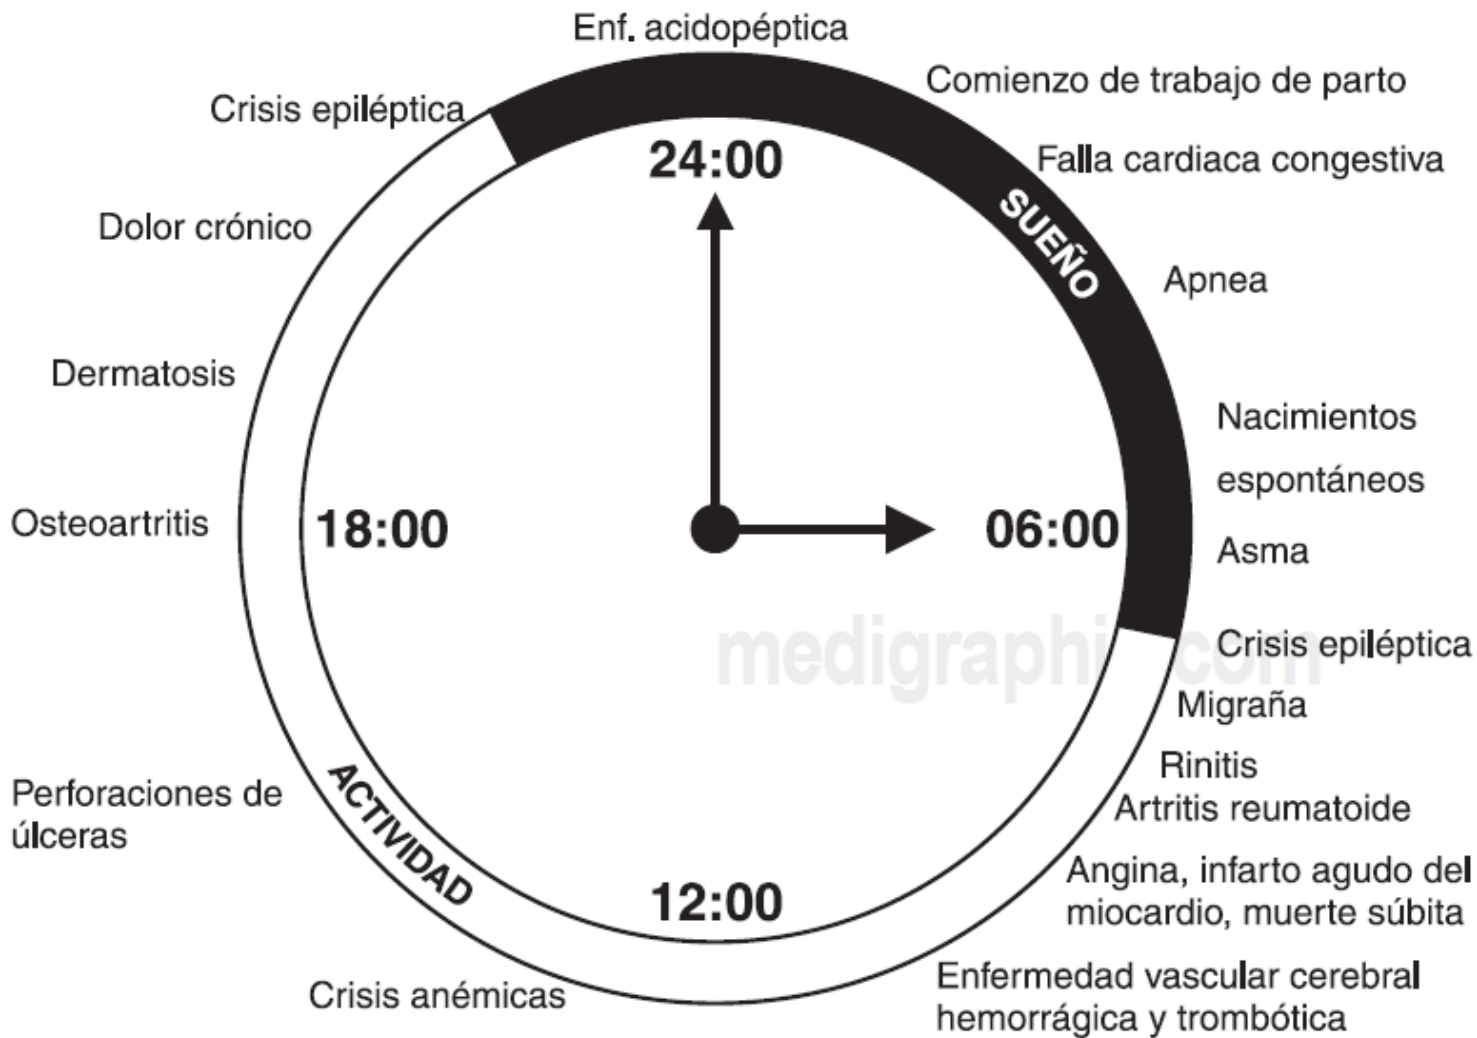 Enf. acidopéptica
Comienzo de trabajo de parto
Crisis epiléptica
24:00
Falla cardiaca congestiva
SUEÑO
Dolor crónico
Apnea
Dermatosis
Nacimientos
espontáneos
Osteoartritis
18:00
06:00
Asma
medigraphic.com
Crisis epiléptica
Migraña
Rinitis
Artritis reumatoide
Perforaciones de
úlceras
ACTIVIDAD
12:00
Angina, infarto agudo del
miocardio, muerte súbita
Crisis anémicas
Enfermedad vascular cerebral
hemorrágica y trombótica